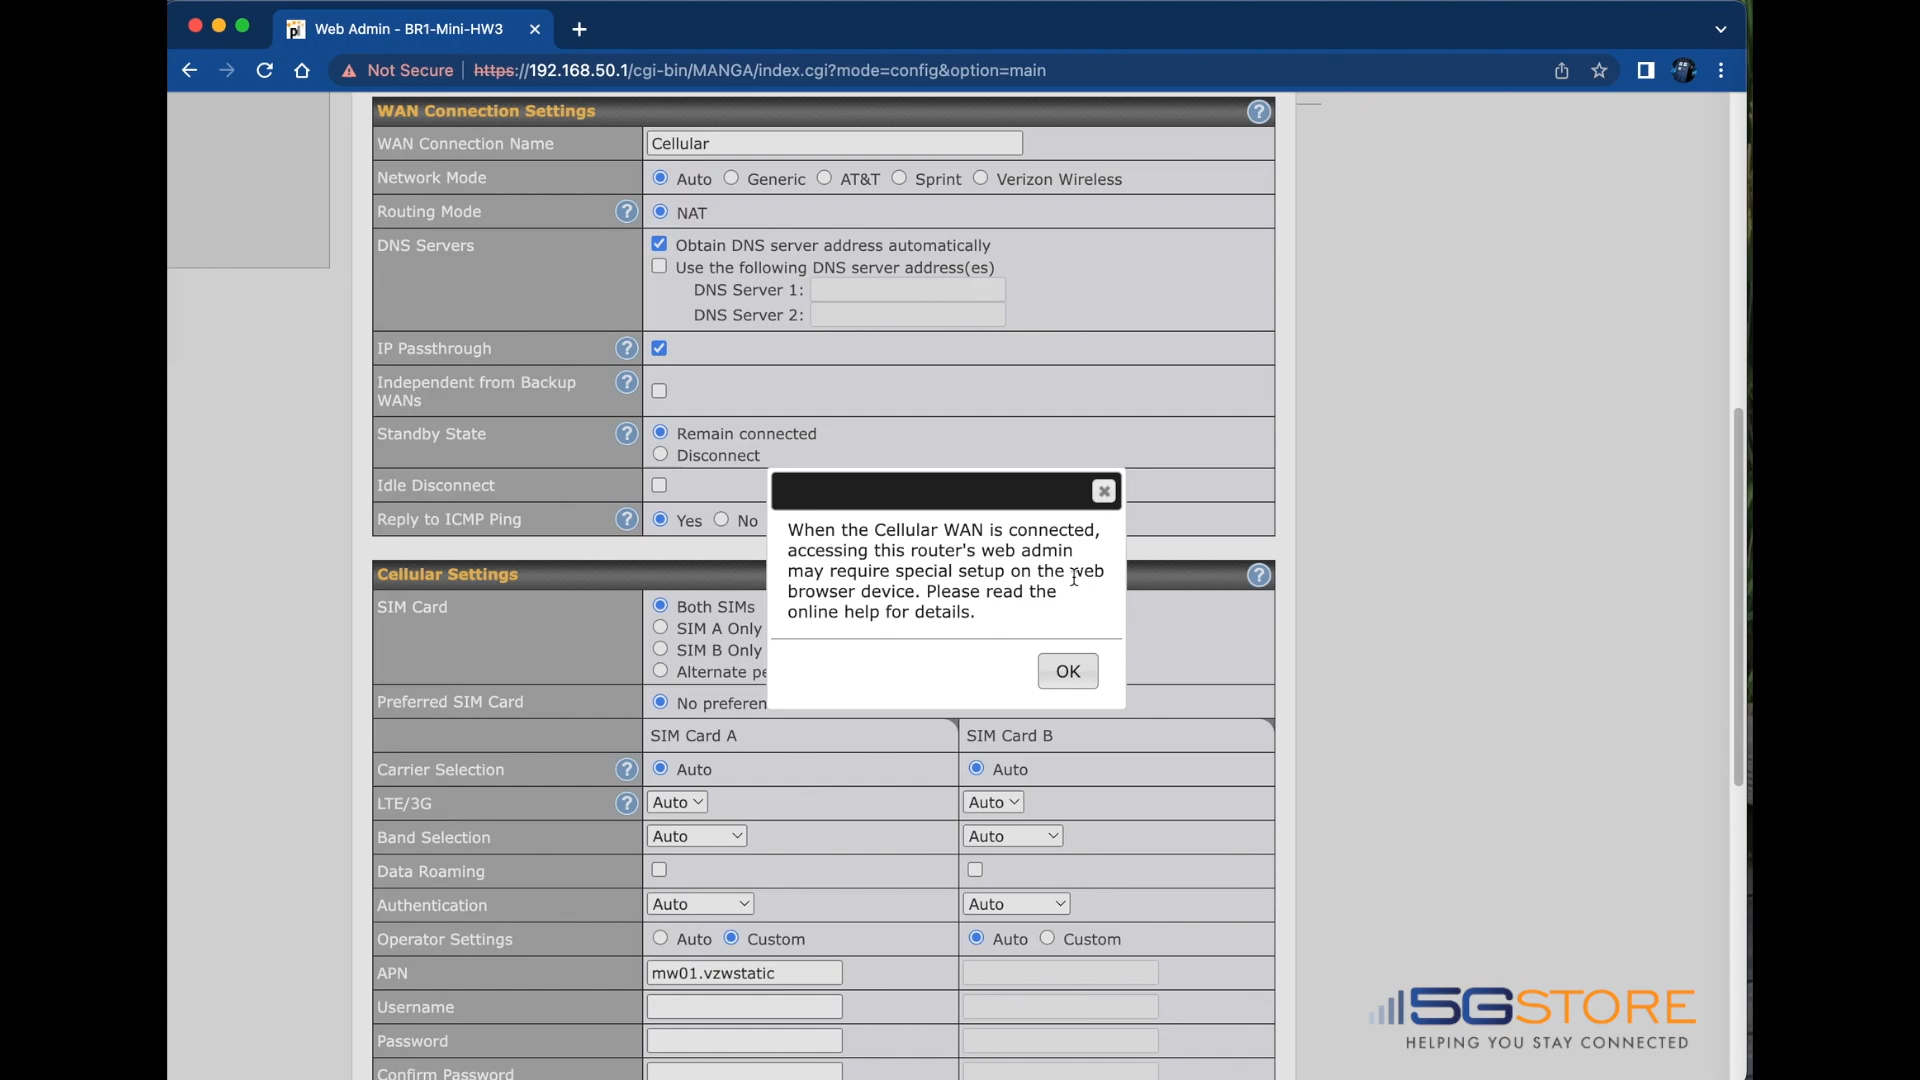 Web Admin - BR1-Mini-HW3
Not Secure https://192.168.50.1/cgi-bin/MANGA/index.cgi?mode=config&option=main
WAN Connection Settings ?
WAN Connection Name Cellular
Network Mode Auto Generic AT&T Sprint Verizon Wireless
Routing Mode ? NAT
DNS Servers Obtain DNS server address automatically
Use the following DNS server address(es)
DNS Server 1:
DNS Server 2:
IP Passthrough ?
Independent from Backup ?
WANs
Standby State ? Remain connected
Disconnect
Idle Disconnect
Reply to ICMP Ping ? Yes No
When the Cellular WAN is connected,
accessing this router's web admin
may require special setup on the web
browser device. Please read the
online help for details.
OK
Cellular Settings ?
SIM Card Both SIMs
SIM A Only
SIM B Only
Alternate
Preferred SIM Card No
SIM Card A SIM Card B
Carrier Selection ? Auto Auto
LTE/3G ? Auto Auto
Band Selection Auto Auto
Data Roaming
Authentication Auto Auto
Operator Settings Auto Custom Auto Custom
APN mw01.vzwstatic
Username
Password
Confirm Password
5GSTORE
HELPING YOU STAY CONNECTED